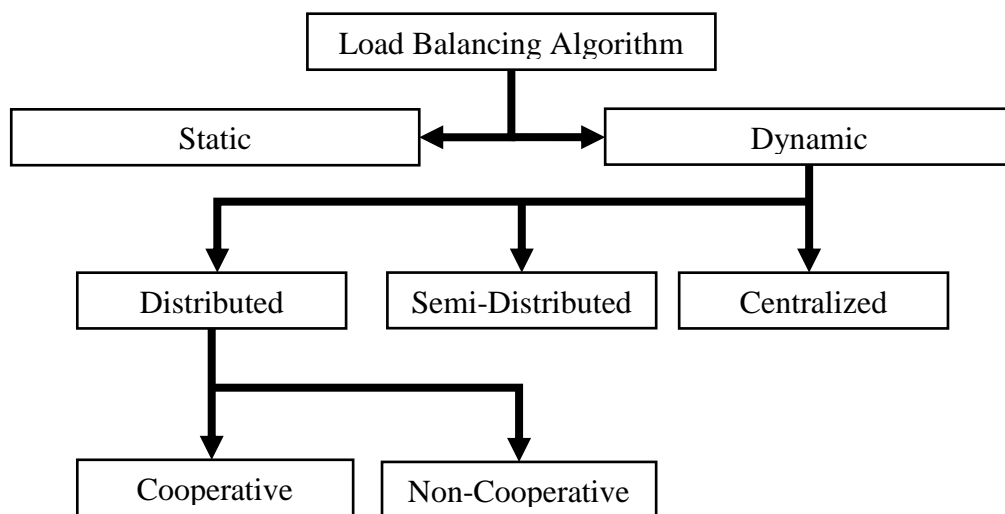 Load Balancing Algorithm
Static
Dynamic
Distributed
Semi-Distributed
Centralized
Cooperative
Non-Cooperative